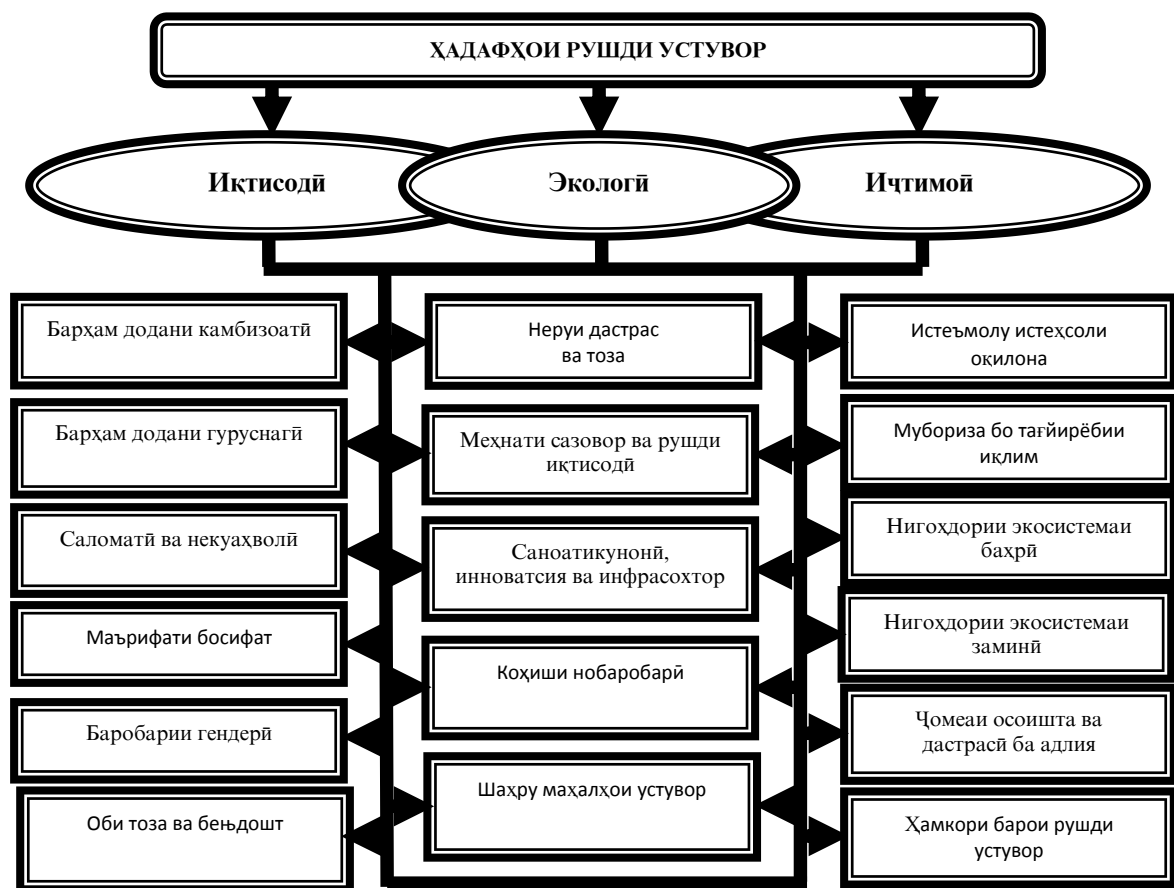 ҲАДАФҲОИ РУШДИ УСТУВОР
Иқтисодӣ
Экологӣ
Иҷтимоӣ
Барҳам додани камбизоатӣ
Барҳам додани гуруснагӣ
Саломатӣ ва некуаҳволӣ
Маърифати босифат
Баробарии гендерӣ
Оби тоза ва бењдошт
Неруи дастрас
ва тоза
Меҳнати сазовор ва рушди
иқтисодӣ
Саноатикунонӣ,
инноватсия ва инфрасохтор
Коҳиши нобаробарӣ
Шаҳру маҳалҳои устувор
Истеъмолу истеҳсоли
оқилона
Мубориза бо тағйирёбии
иқлим
Нигоҳдории экосистемаи
баҳрӣ
Нигоҳдории экосистемаи
заминӣ
Ҷомеаи осоишта ва
дастрасӣ ба адлия
Ҳамкори барои рушди
устувор